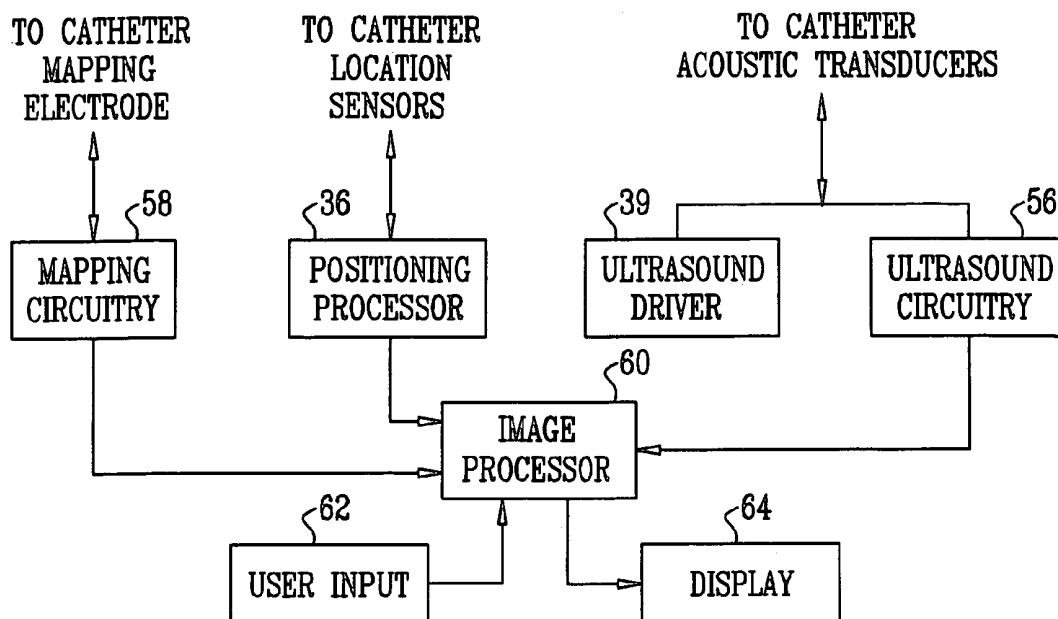 TO CATHETER
MAPPING
ELECTRODE
TO CATHETER
LOCATION
SENSORS
TO CATHETER
ACOUSTIC TRANSDUCERS
58
MAPPING
CIRCUITRY
36
POSITIONING
PROCESSOR
39
ULTRASOUND
DRIVER
56
ULTRASOUND
CIRCUITRY
60
IMAGE
PROCESSOR
62
USER INPUT
64
DISPLAY